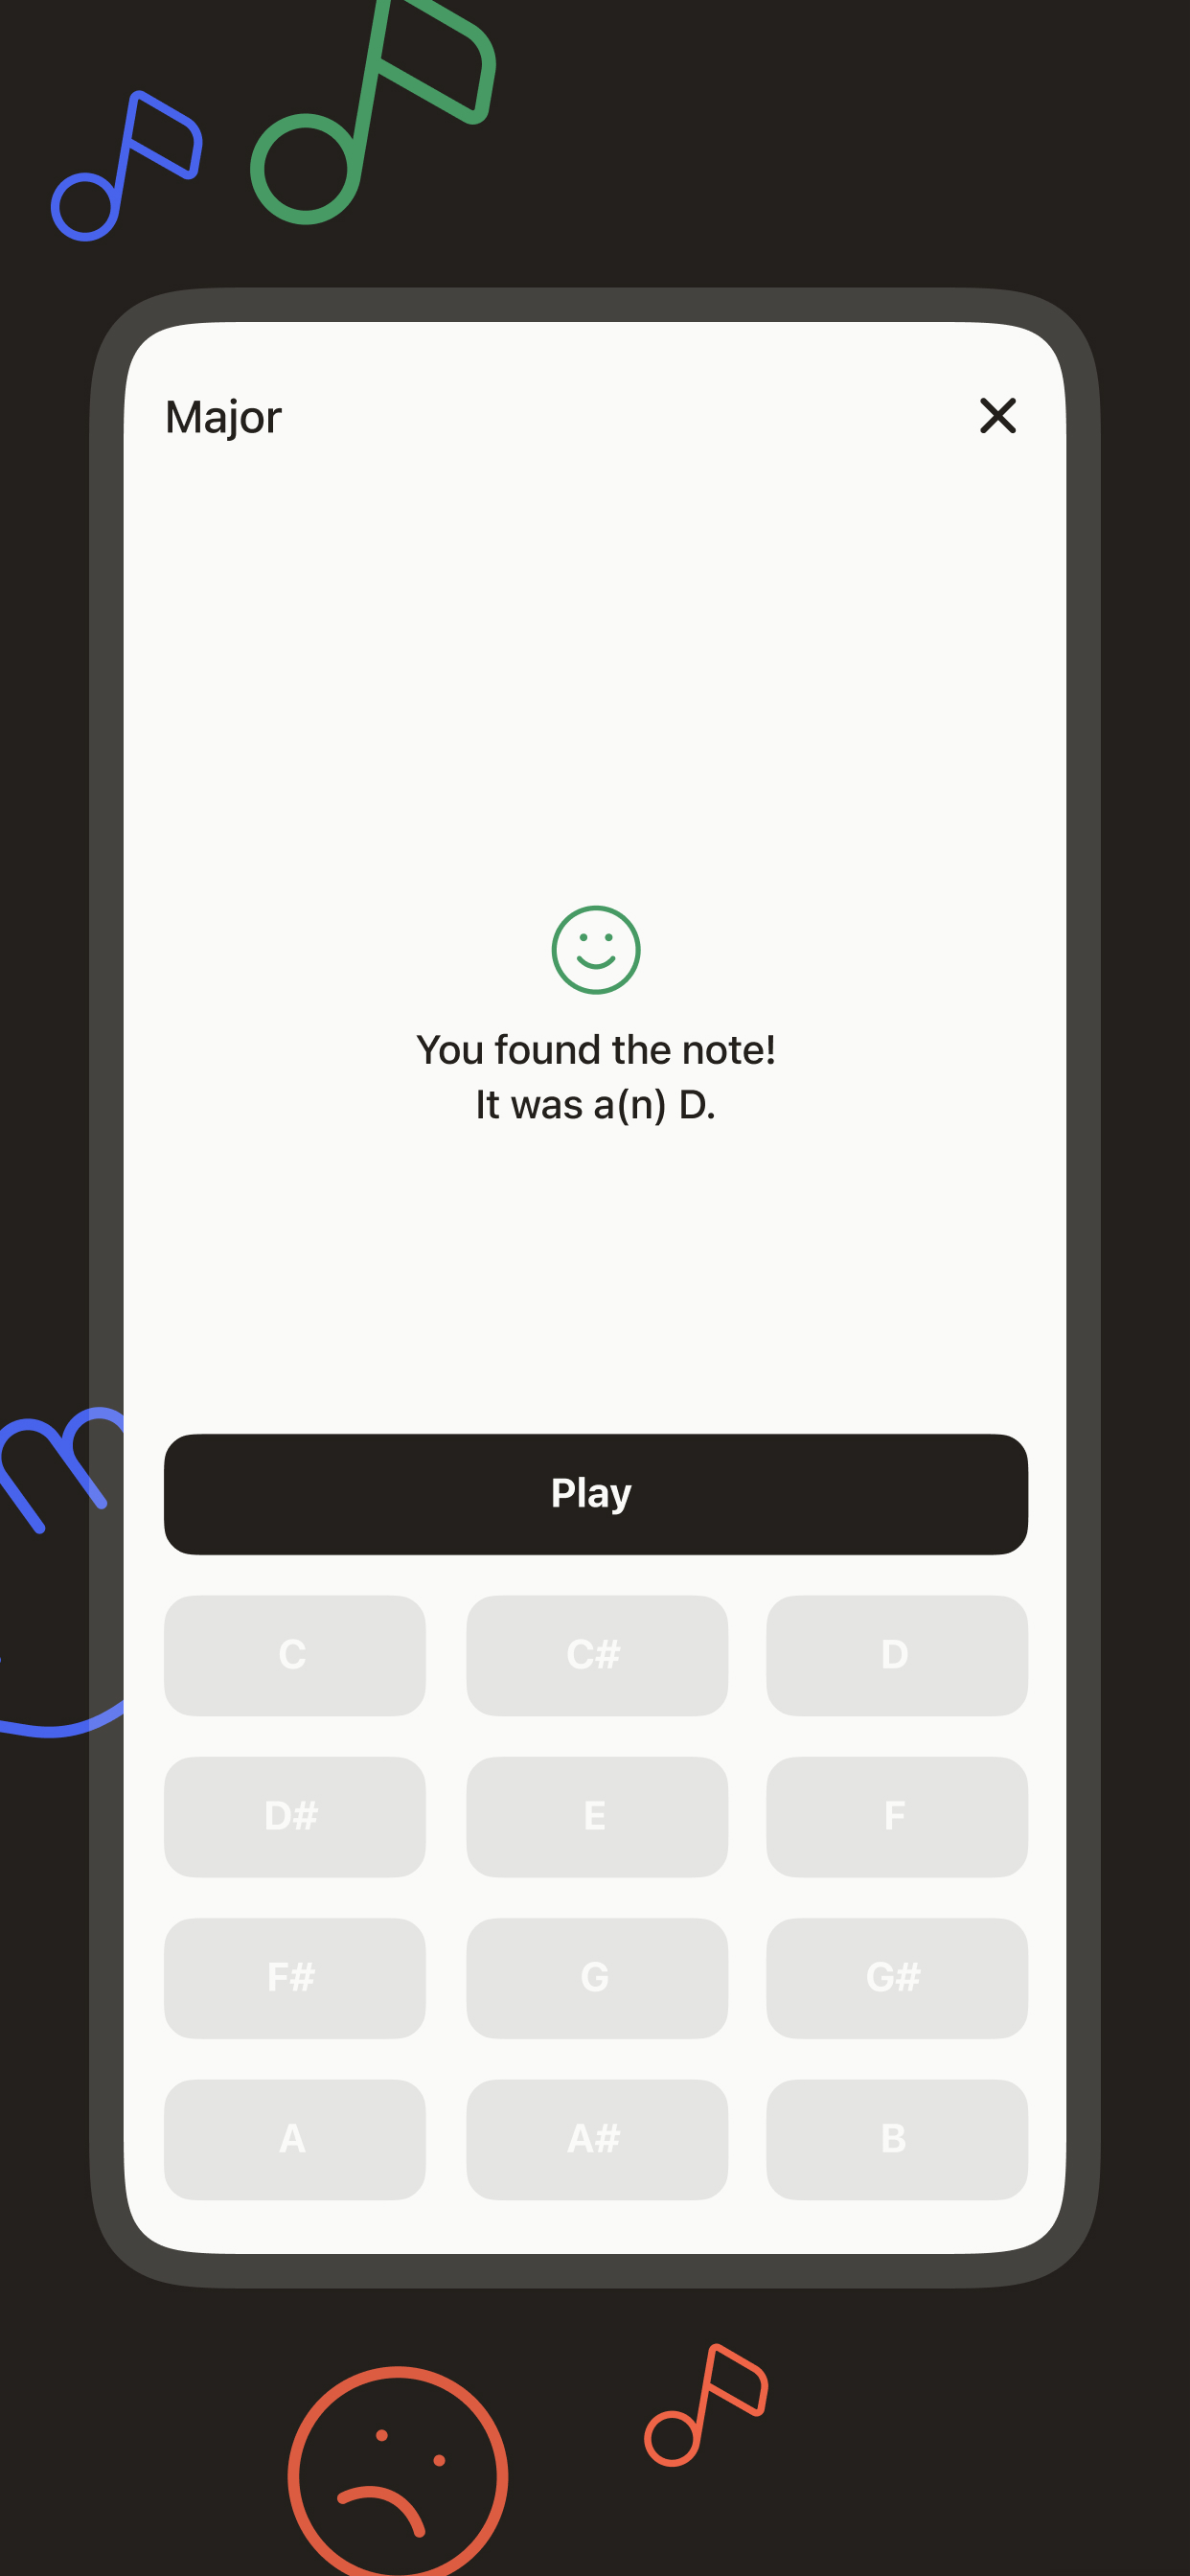 Major
You found the note!
It was a(n) D.
Play
C C# D
D# E F
F# G G#
A A# B